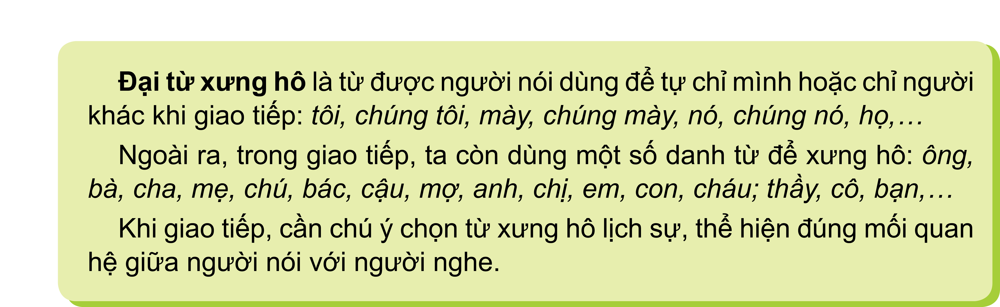 Đại từ xưng hô là từ được người nói dùng để tự chỉ mình hoặc chỉ người
khác khi giao tiếp: tôi, chúng tôi, mày, chúng mày, nó, chúng nó, họ,…
Ngoài ra, trong giao tiếp, ta còn dùng một số danh từ để xưng hô: ông,
bà, cha, mẹ, chú, bác, cậu, mợ, anh, chị, em, con, cháu; thầy, cô, bạn,…
Khi giao tiếp, cần chú ý chọn từ xưng hô lịch sự, thể hiện đúng mối quan
hệ giữa người nói với người nghe.